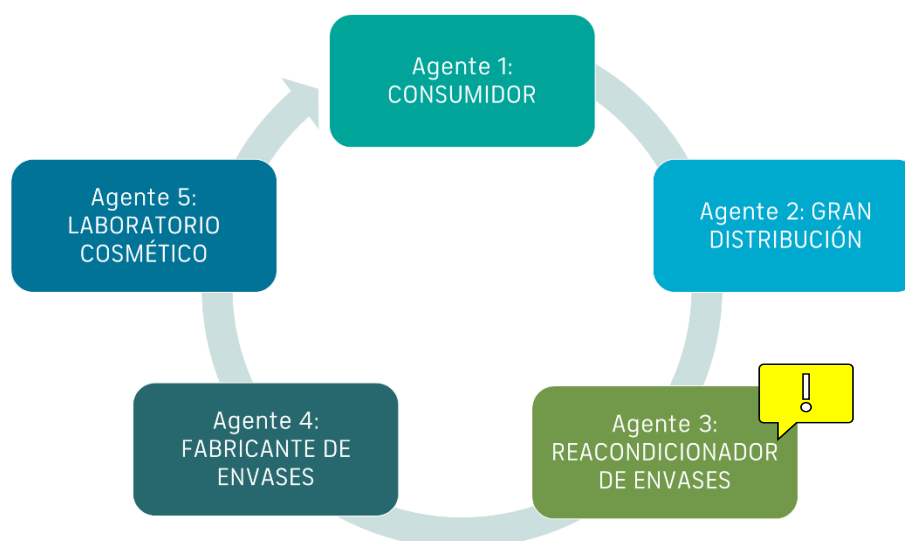 Agente 1:
CONSUMIDOR
Agente 2: GRAN
DISTRIBUCIÓN
!
Agente 3:
REACONDICIONADOR
DE ENVASES
Agente 4:
FABRICANTE DE
ENVASES
Agente 5:
LABORATORIO
COSMÉTICO